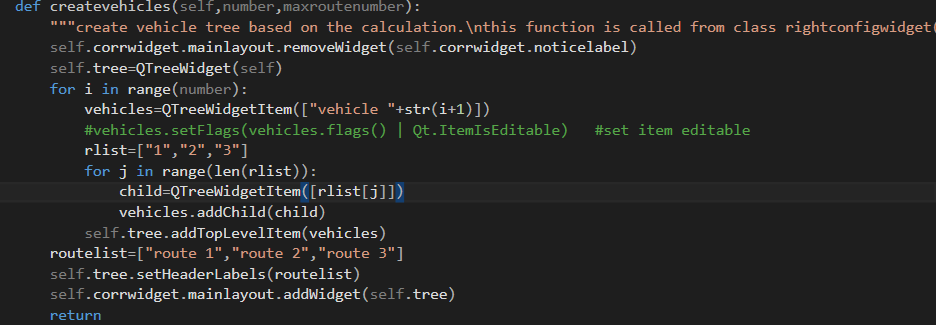 def createvehicles(self,number,maxroutenumber):
"""create vehicle tree based on the calculation.\nthis function is called from class rightconfigwidget(
self.corrwidget.mainlayout.removeWidget(self.corrwidget.noticelabel)
self.tree=QTreeWidget(self)
for i in range(number):
vehicles=QTreeWidgetItem(["vehicle "+str(i+1)])
#vehicles.setFlags(vehicles.flags() | Qt.ItemIsEditable)   #set item editable
rlist=["1","2","3"]
for j in range(len(rlist)):
child=QTreeWidgetItem([rlist[j]])
vehicles.addChild(child)
self.tree.addTopLevelItem(vehicles)
routelist=["route 1","route 2","route 3"]
self.tree.setHeaderLabels(routelist)
self.corrwidget.mainlayout.addWidget(self.tree)
return